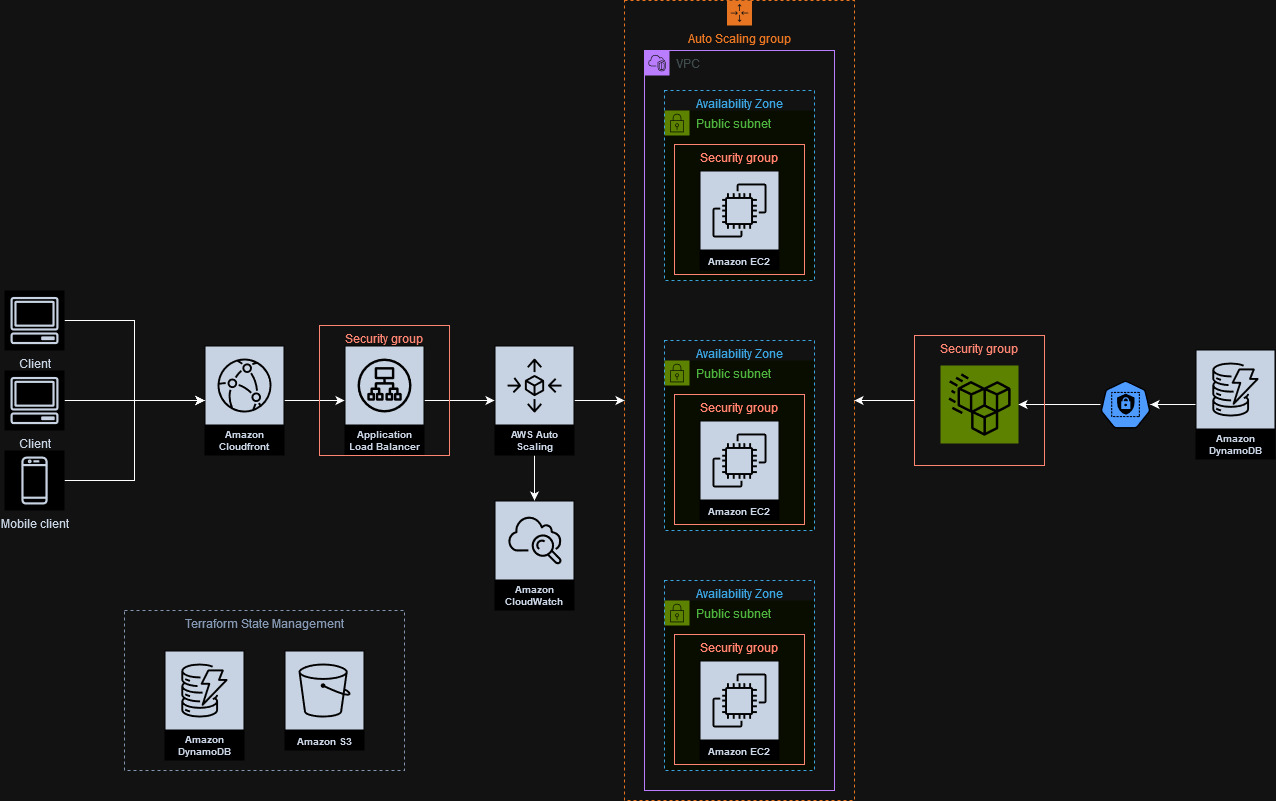 Auto Scaling group
VPC
Availability Zone
Public subnet
Security group
Amazon EC2
Client
Client
Mobile client
Amazon
Cloudfront
Security group
Application
Load Balancer
AWS Auto
Scaling
Amazon
CloudWatch
Availability Zone
Public subnet
Security group
Amazon EC2
Security group
Amazon
DynamoDB
Terraform State Management
Amazon
DynamoDB
Amazon S3
Availability Zone
Public subnet
Security group
Amazon EC2